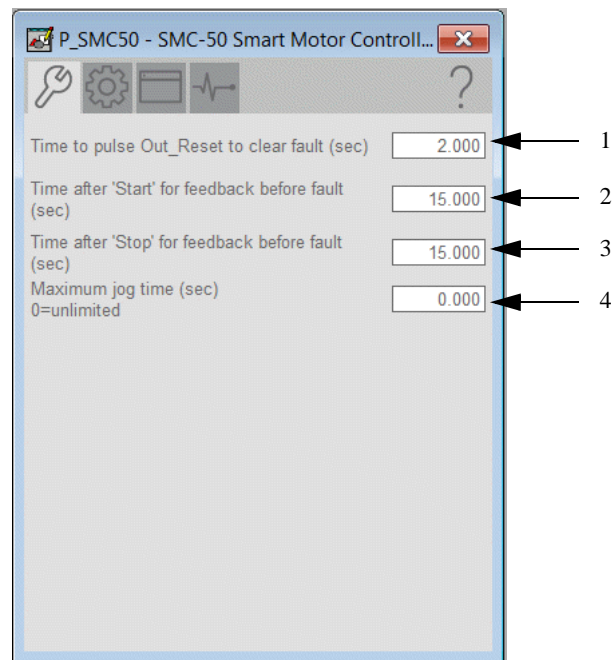 P_SMC50 - SMC-50 Smart Motor Controll...
?
Time to pulse Out_Reset to clear fault (sec) 2.000 1
Time after 'Start' for feedback before fault
(sec) 15.000 2
Time after 'Stop' for feedback before fault
(sec) 15.000 3
Maximum jog time (sec)
0=unlimited 0.000 4